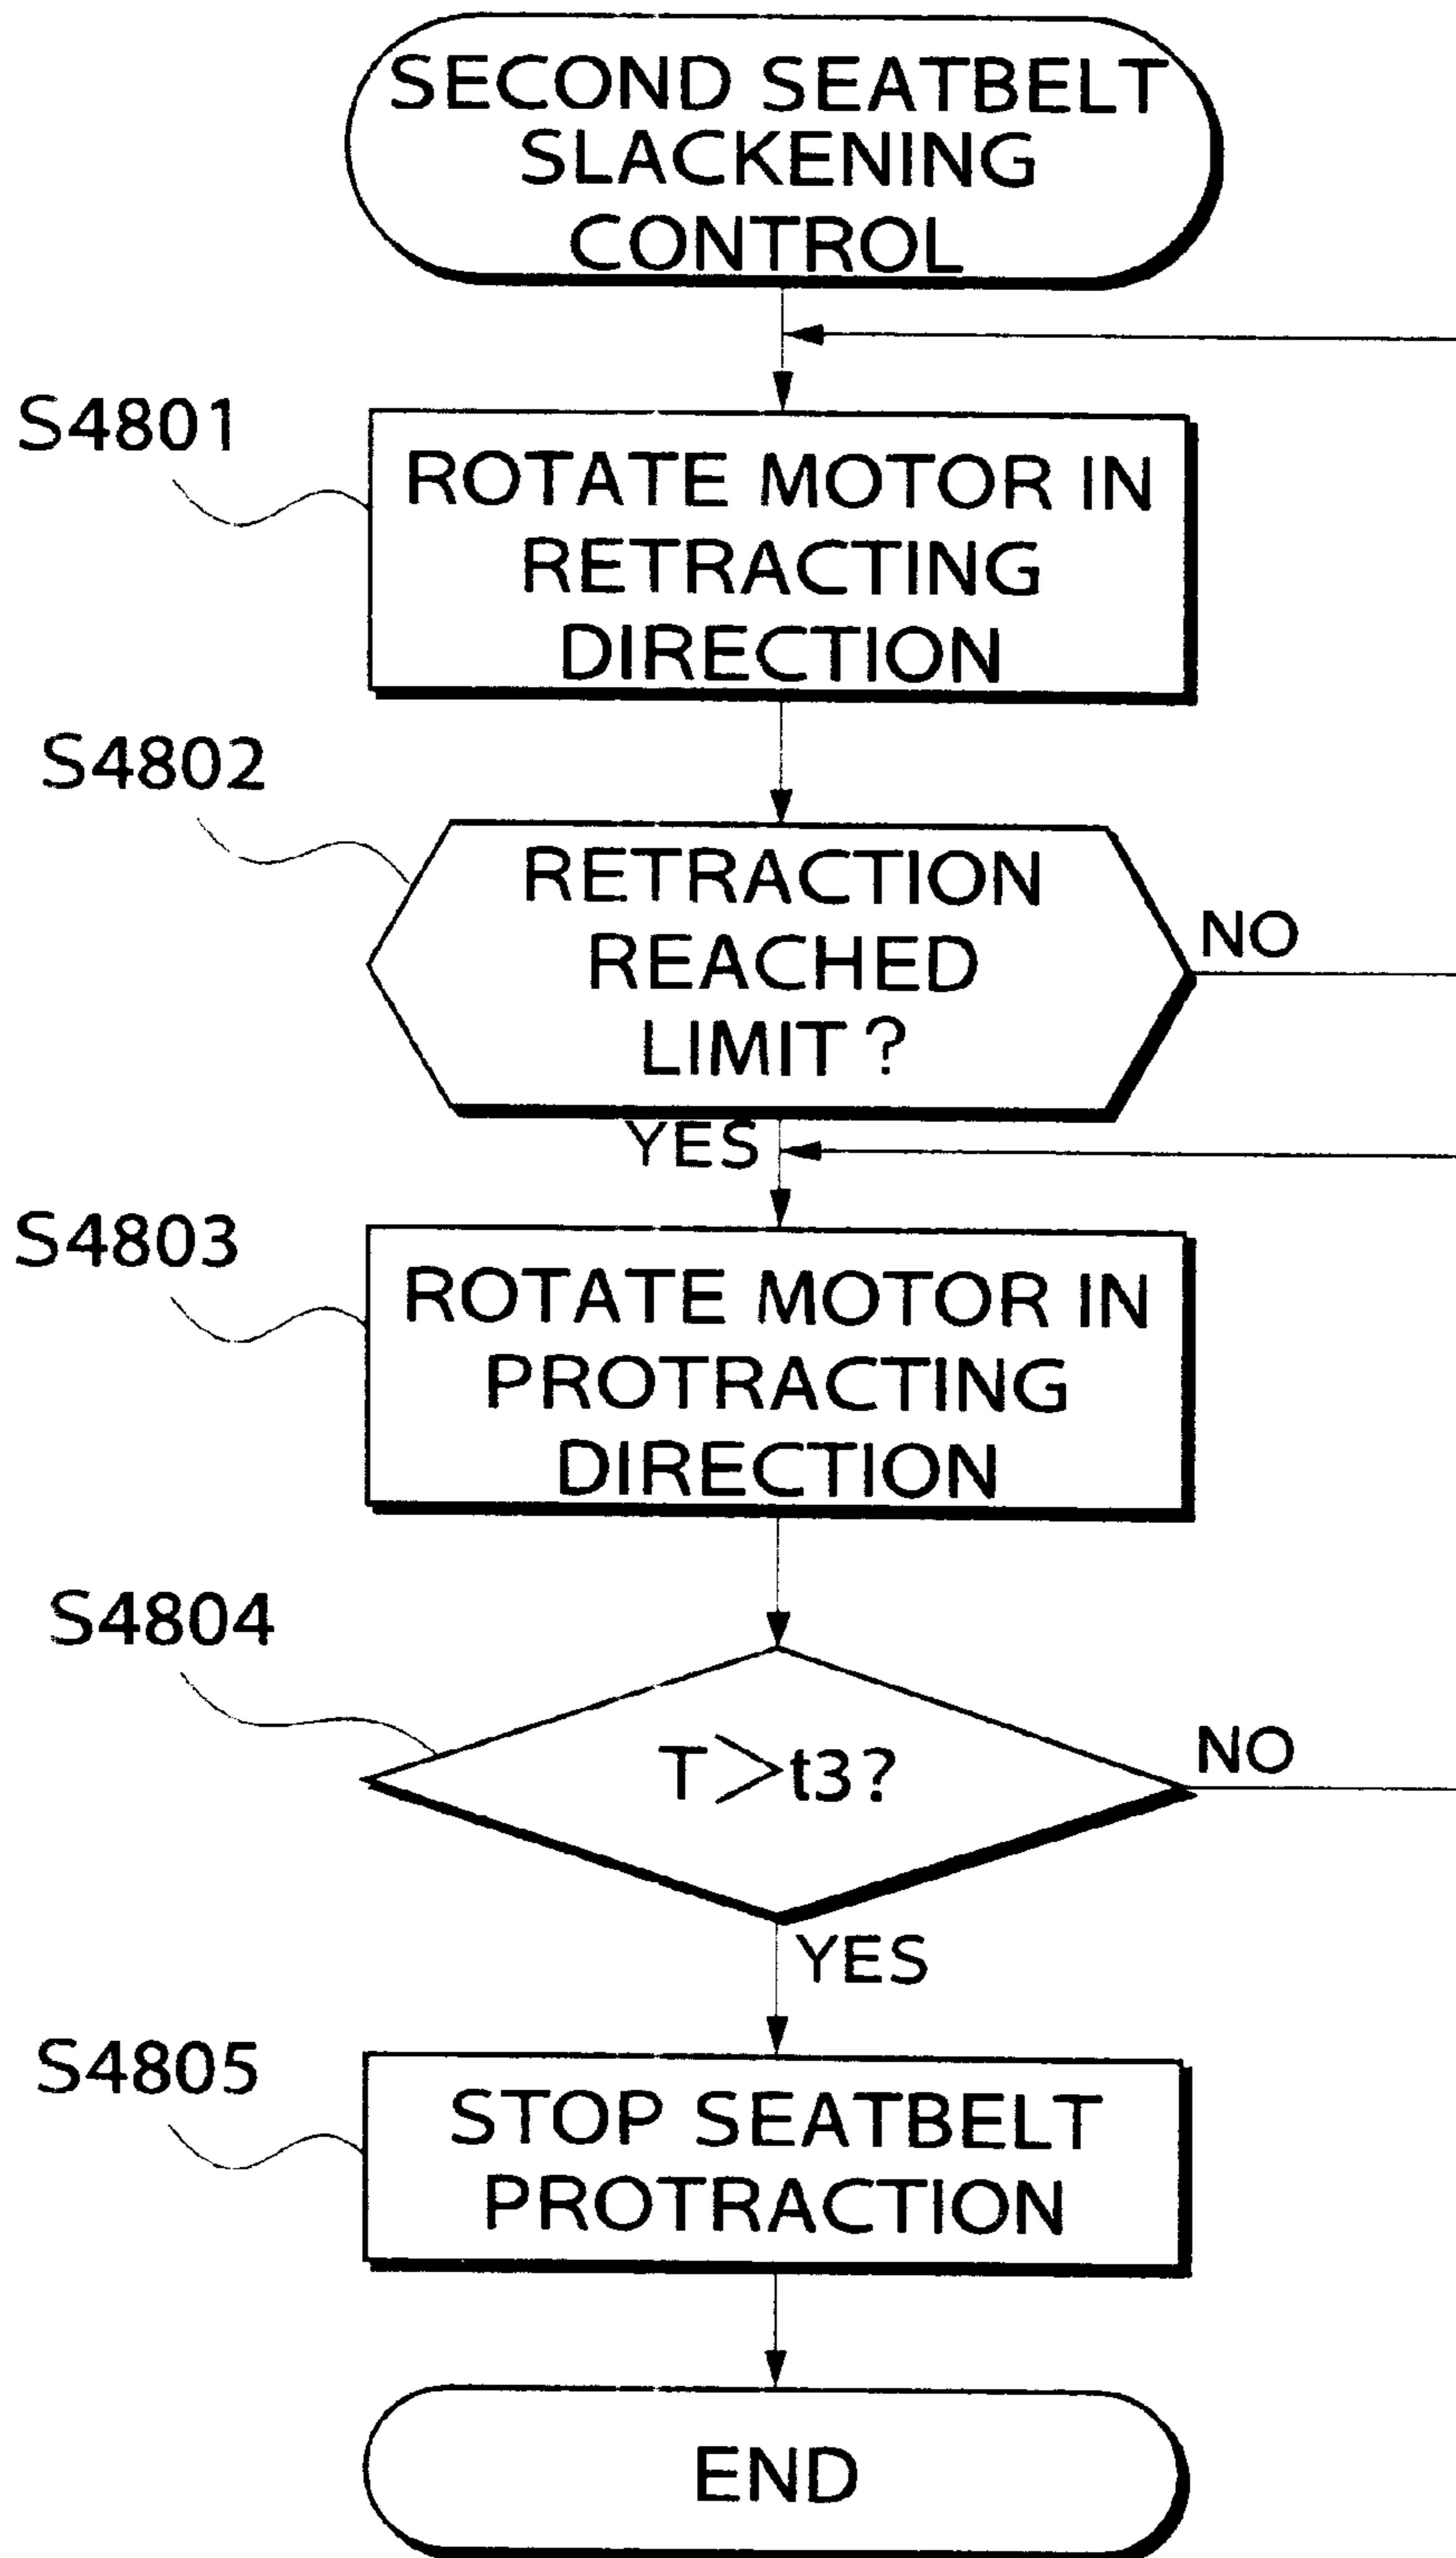 SECOND SEATBELT
SLACKENING
CONTROL
S4801
ROTATE MOTOR IN
RETRACTING
DIRECTION
S4802
RETRACTION
REACHED
LIMIT?
NO
YES
S4803
ROTATE MOTOR IN
PROTRACTING
DIRECTION
S4804
T>t3?
NO
YES
S4805
STOP SEATBELT
PROTRACTION
END